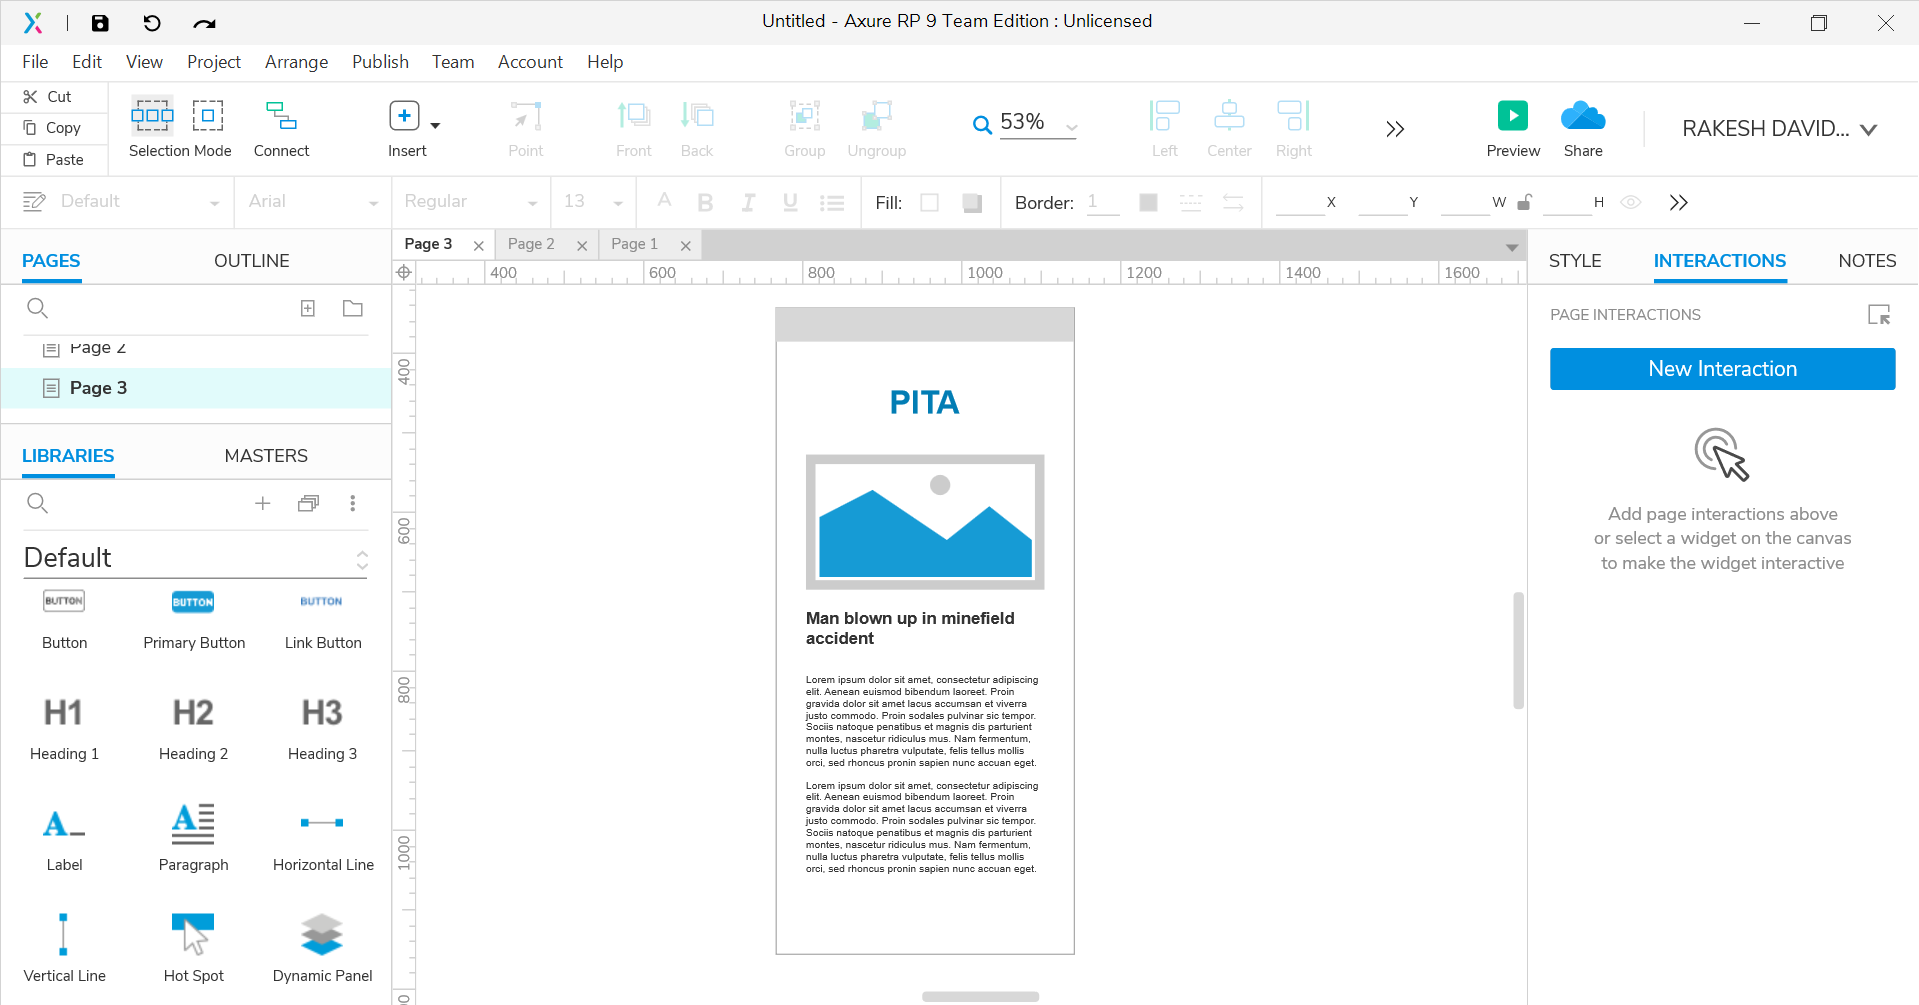 Untitled - Axure RP 9 Team Edition : Unlicensed
File Edit View Project Arrange Publish Team Account Help
Cut
Copy
Paste
Selection Mode
Connect
Insert
Point
Front
Back
Group
Ungroup
53%
Left
Center
Right
Preview
Share
RAKESH DAVID...
Default
Arial
Regular
13
A B I U
Fill:
Border: 1
X
Y
W
H
PAGES OUTLINE
Page 2
Page 3
LIBRARIES MASTERS
Default
BUTTON BUTTON BUTTON
Button Primary Button Link Button
H1 H2 H3
Heading 1 Heading 2 Heading 3
A A
Label Paragraph Horizontal Line
Vertical Line Hot Spot Dynamic Panel
Page 3 Page 2 Page 1
400 600 800 1000 1200 1400 1600
400
600
800
1000
PITA
Man blown up in minefield
accident
Lorem ipsum dolor sit amet, consectetur adipiscing
elit. Aenean euismod bibendum laoreet. Proin
gravida dolor sit amet lacus accumsan et viverra
justo commodo. Proin sodales pulvinar sic tempor.
Sociis natoque penatibus et magnis dis parturient
montes, nascetur ridiculus mus. Nam fermentum,
nulla luctus pharetra vulputate, felis tellus mollis
orci, sed rhoncus pronin sapien nunc accuan eget.
Lorem ipsum dolor sit amet, consectetur adipiscing
elit. Aenean euismod bibendum laoreet. Proin
gravida dolor sit amet lacus accumsan et viverra
justo commodo. Proin sodales pulvinar sic tempor.
Sociis natoque penatibus et magnis dis parturient
montes, nascetur ridiculus mus. Nam fermentum,
nulla luctus pharetra vulputate, felis tellus mollis
orci, sed rhoncus pronin sapien nunc accuan eget.
STYLE INTERACTIONS NOTES
PAGE INTERACTIONS
New Interaction
Add page interactions above
or select a widget on the canvas
to make the widget interactive